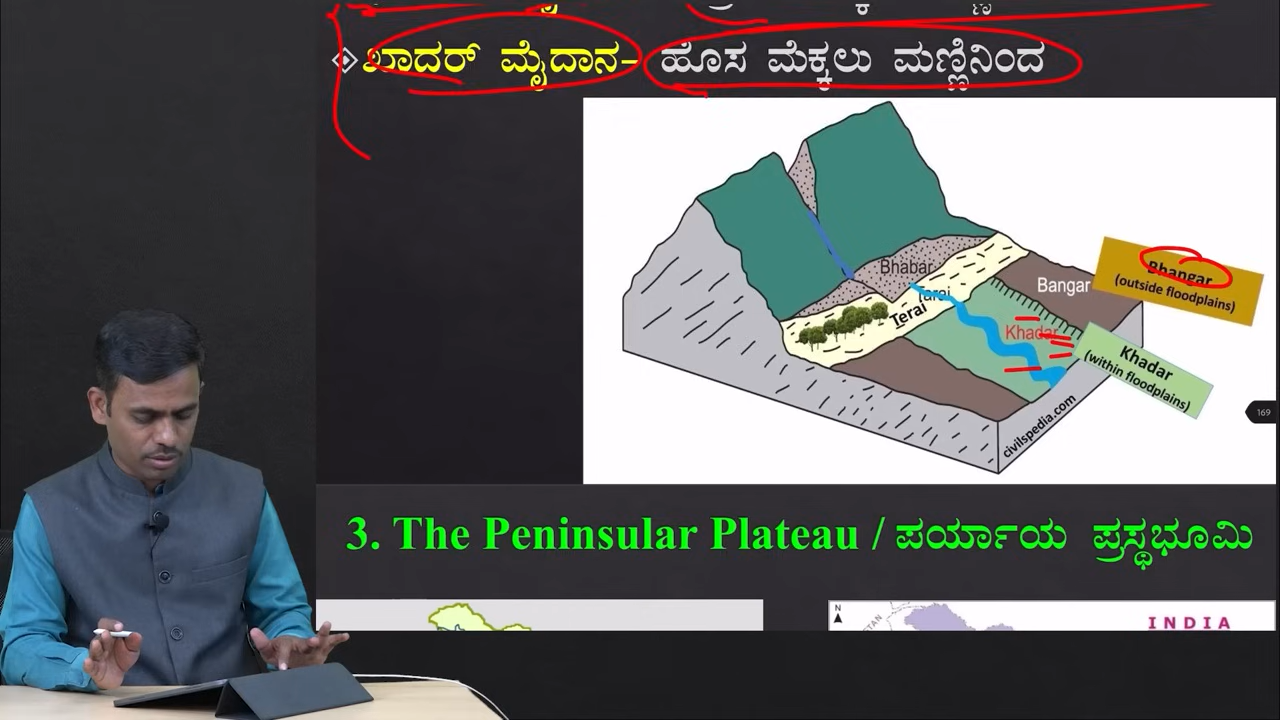 ಖಾದರ್ ಮೈದಾನ– ಹೊಸ ಮೆಕ್ಕಲು ಮಣ್ಣಿನಿಂದ
Bhabar
Tarai
Terai
Bangar
Bhangar
(outside floodplains)
Khadar
Khadar
(within floodplains)
civilspedia.com
169
3. The Peninsular Plateau / ಪರ್ಯಾಯ ಪ್ರಸ್ಥಭೂಮಿ
N
INDIA